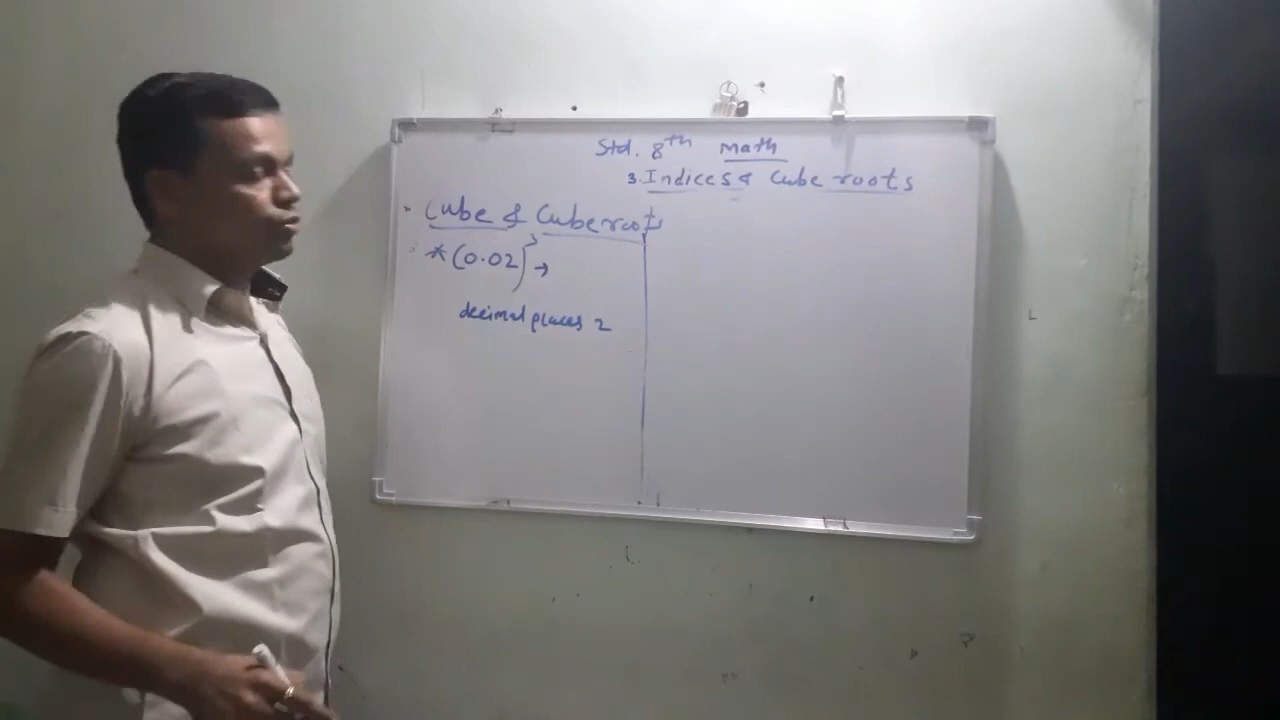 Std. 8th Math
3. Indices & Cube roots
Cube & Cuberoots
* (0.02)³ →
decimal places 2